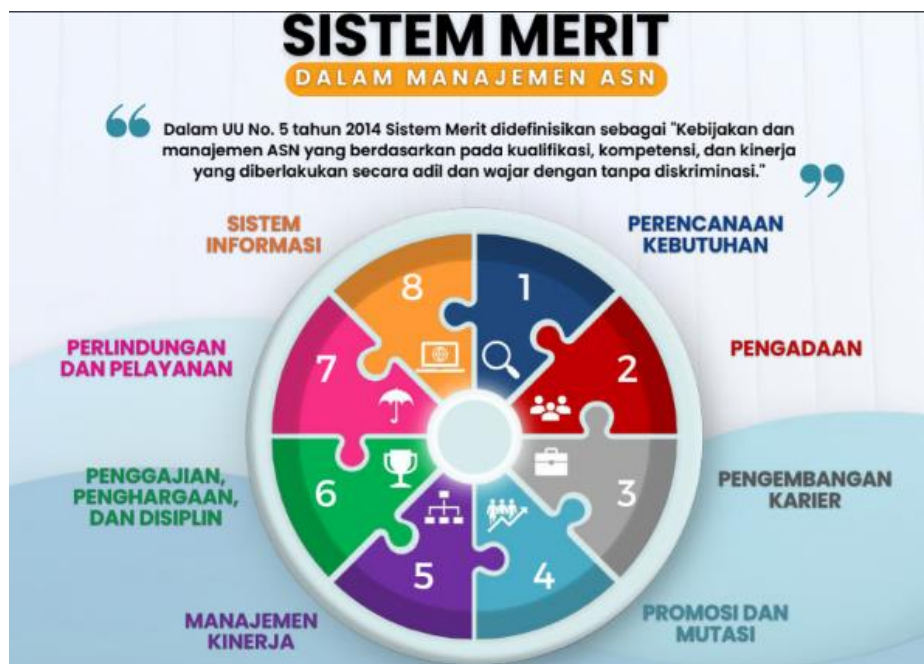 SISTEM MERIT
DALAM MANAJEMEN ASN
“ Dalam UU No. 5 tahun 2014 Sistem Merit didefinisikan sebagai "Kebijakan dan
manajemen ASN yang berdasarkan pada kualifikasi, kompetensi, dan kinerja
yang diberlakukan secara adil dan wajar dengan tanpa diskriminasi." ”
1
PERENCANAAN
KEBUTUHAN
2
PENGADAAN
3
PENGEMBANGAN
KARIER
4
PROMOSI DAN
MUTASI
5
MANAJEMEN
KINERJA
6
PENGGAJIAN,
PENGHARGAAN,
DAN DISIPLIN
7
PERLINDUNGAN
DAN PELAYANAN
8
SISTEM
INFORMASI